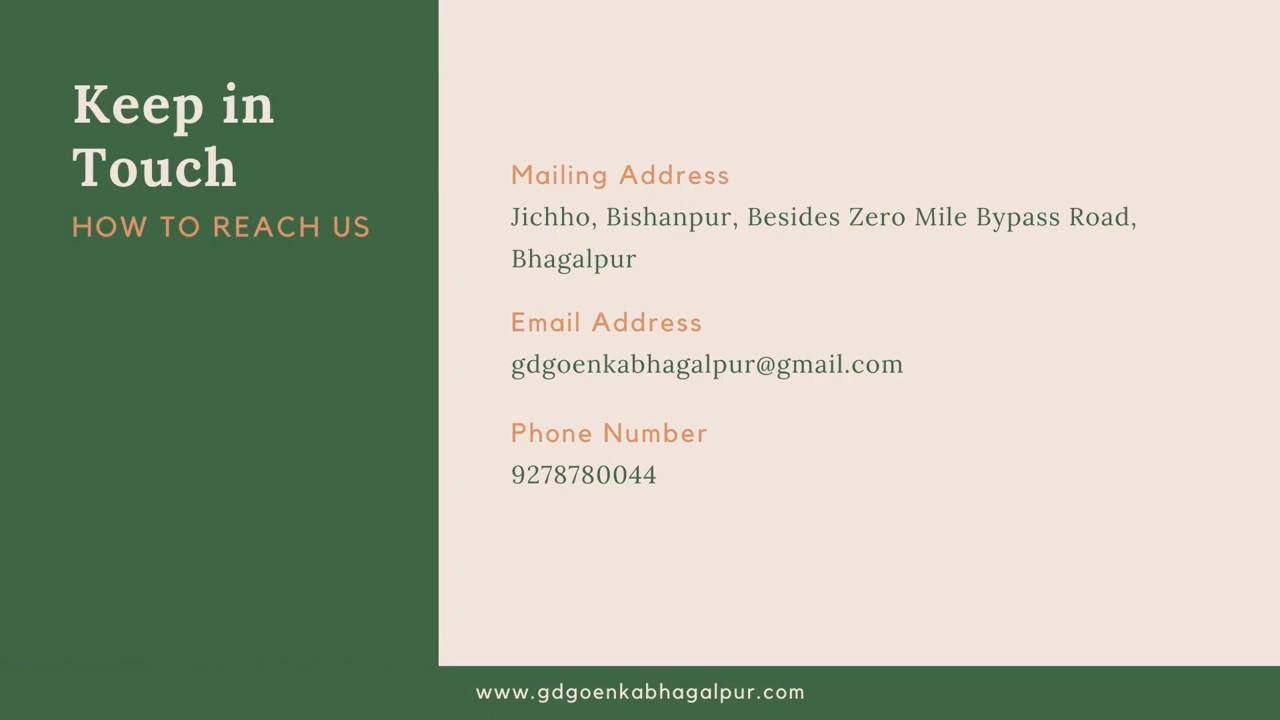 Keep in
Touch
HOW TO REACH US
Mailing Address
Jichho, Bishanpur, Besides Zero Mile Bypass Road,
Bhagalpur
Email Address
gdgoenkabhagalpur@gmail.com
Phone Number
9278780044
www.gdgoenkabhagalpur.com